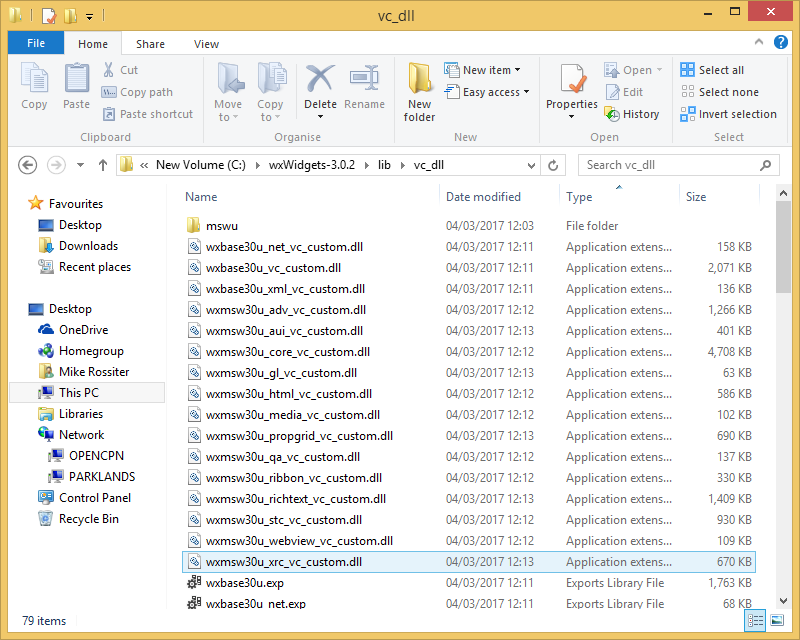 vc_dll
File Home Share View
Copy
Paste
Cut
Copy path
Paste shortcut
Clipboard
Move to
Copy to
Delete
Rename
Organise
New folder
New item
Easy access
New
Properties
Open
Edit
History
Open
Select all
Select none
Invert selection
Select
« New Volume (C:) wxWidgets-3.0.2 lib vc_dll
Search vc_dll
Favourites
Desktop
Downloads
Recent places
Desktop
OneDrive
Homegroup
Mike Rossiter
This PC
Libraries
Network
OPENCPN
PARKLANDS
Control Panel
Recycle Bin
Name Date modified Type Size
mswu 04/03/2017 12:03 File folder
wxbase30u_net_vc_custom.dll 04/03/2017 12:11 Application extens... 158 KB
wxbase30u_vc_custom.dll 04/03/2017 12:11 Application extens... 2,071 KB
wxbase30u_xml_vc_custom.dll 04/03/2017 12:11 Application extens... 136 KB
wxmsw30u_adv_vc_custom.dll 04/03/2017 12:12 Application extens... 1,266 KB
wxmsw30u_aui_vc_custom.dll 04/03/2017 12:13 Application extens... 401 KB
wxmsw30u_core_vc_custom.dll 04/03/2017 12:12 Application extens... 4,708 KB
wxmsw30u_gl_vc_custom.dll 04/03/2017 12:13 Application extens... 63 KB
wxmsw30u_html_vc_custom.dll 04/03/2017 12:12 Application extens... 586 KB
wxmsw30u_media_vc_custom.dll 04/03/2017 12:12 Application extens... 102 KB
wxmsw30u_propgrid_vc_custom.dll 04/03/2017 12:13 Application extens... 690 KB
wxmsw30u_qa_vc_custom.dll 04/03/2017 12:12 Application extens... 137 KB
wxmsw30u_ribbon_vc_custom.dll 04/03/2017 12:12 Application extens... 330 KB
wxmsw30u_richtext_vc_custom.dll 04/03/2017 12:13 Application extens... 1,409 KB
wxmsw30u_stc_vc_custom.dll 04/03/2017 12:12 Application extens... 930 KB
wxmsw30u_webview_vc_custom.dll 04/03/2017 12:12 Application extens... 109 KB
wxmsw30u_xrc_vc_custom.dll 04/03/2017 12:13 Application extens... 670 KB
wxbase30u.exp 04/03/2017 12:11 Exports Library File 1,763 KB
wxbase30u_net.exp 04/03/2017 12:11 Exports Library File 68 KB
79 items